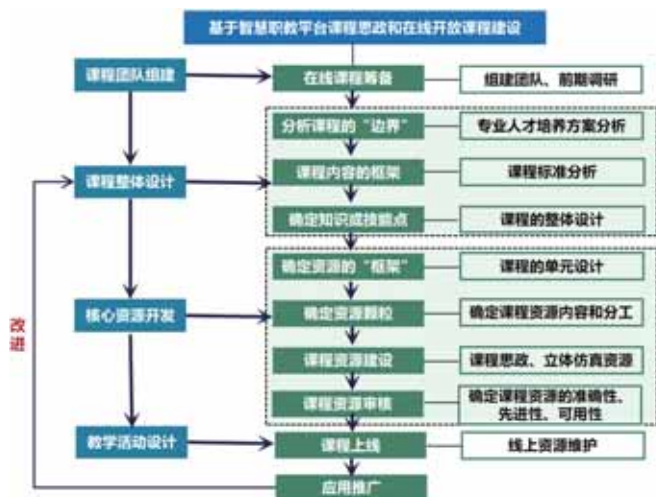 基于智慧职教平台课程思政和在线开放课程建设
课程团队组建
在线课程筹备
组建团队、前期调研
分析课程的“边界”
专业人才培养方案分析
课程整体设计
课程内容的框架
课程标准分析
确定知识或技能点
课程的整体设计
确定资源的“框架”
课程的单元设计
改进
核心资源开发
确定资源颗粒
确定课程资源内容和分工
课程资源建设
课程思政、立体仿真资源
课程资源审核
确定课程资源的准确性、
先进性、可用性
教学活动设计
课程上线
线上资源维护
应用推广